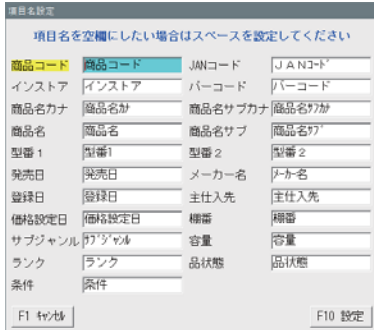 項目名設定
項目名を空欄にしたい場合はスペースを設定してください
商品コード 商品コード JANコード ＪＡＮｺｰﾄﾞ
インストア インストア バーコード バーコード
商品名カナ 商品名ｶﾅ 商品名サブカナ 商品名ｻﾌﾞｶﾅ
商品名 商品名 商品名サブ 商品名ｻﾌﾞ
型番１ 型番1 型番２ 型番２
発売日 発売日 メーカー名 ﾒｰｶｰ名
登録日 登録日 主仕入先 主仕入先
価格設定日 価格設定日 棚番 棚番
サブジャンル ｻﾌﾞｼﾞｬﾝﾙ 容量 容量
ランク ランク 品状態 品状態
条件 条件
F1 ｷｬﾝｾﾙ F10 設定